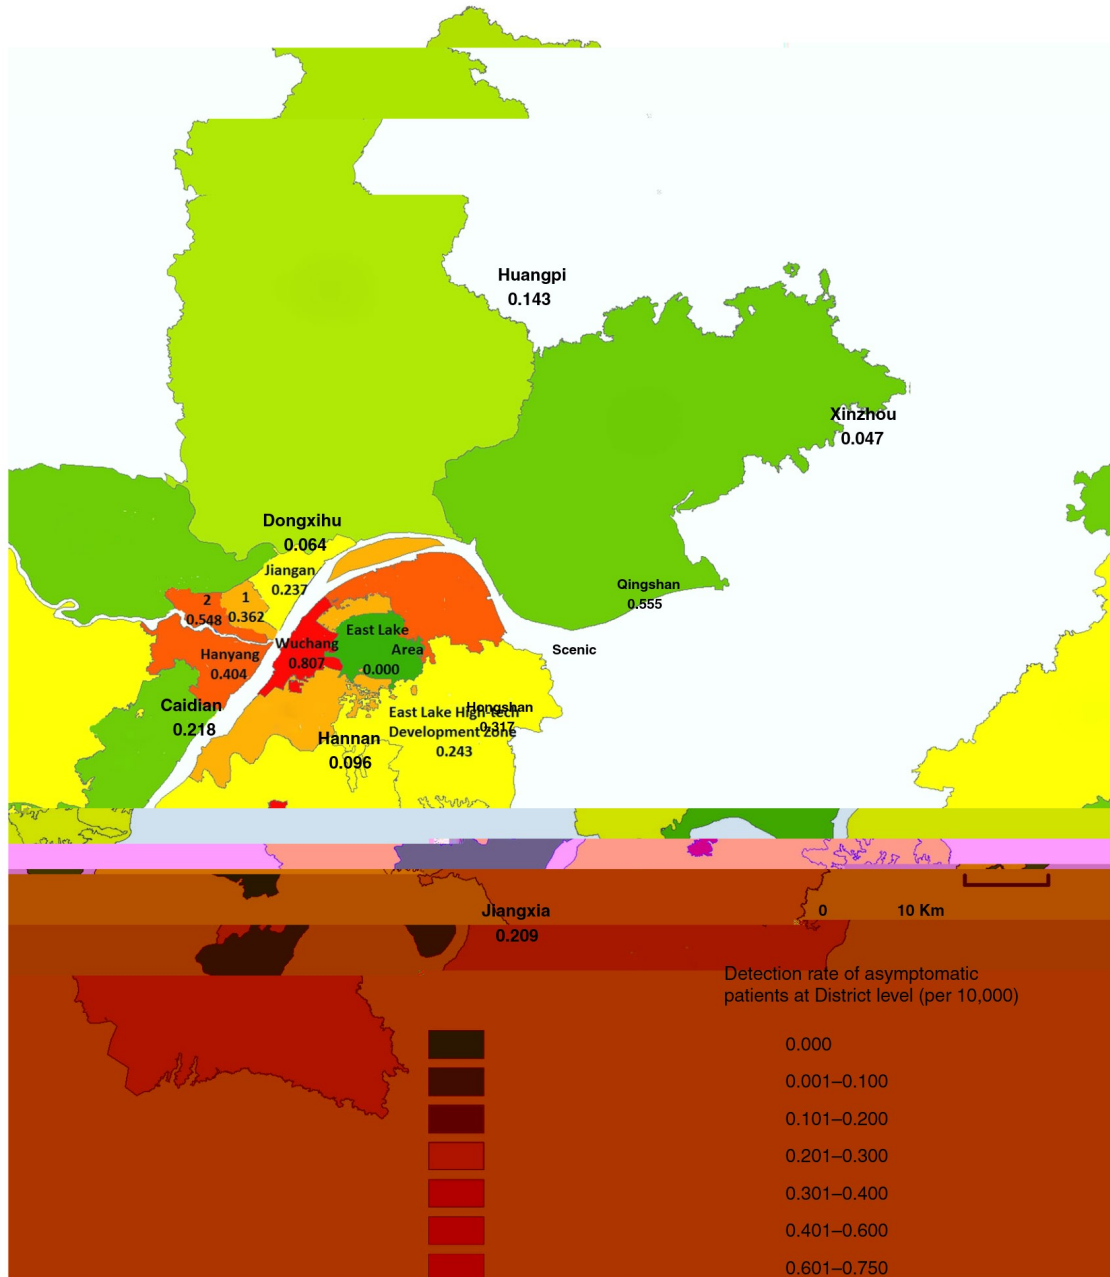 Huangpi
0.143
Xinzhou
0.047
Dongxihu
0.064
Jiangan
0.237
Qingshan
0.555
2
0.548
1
0.362
East Lake
Scenic
Area
0.000
Wuchang
0.807
Hanyang
0.404
Caidian
0.218
Hongshan
0.317
East Lake High-tech
Development Zone
0.243
Hannan
0.096
Jiangxia
0.209
0 10 Km
Detection rate of asymptomatic
patients at District level (per 10,000)
0.000
0.001–0.100
0.101–0.200
0.201–0.300
0.301–0.400
0.401–0.600
0.601–0.750